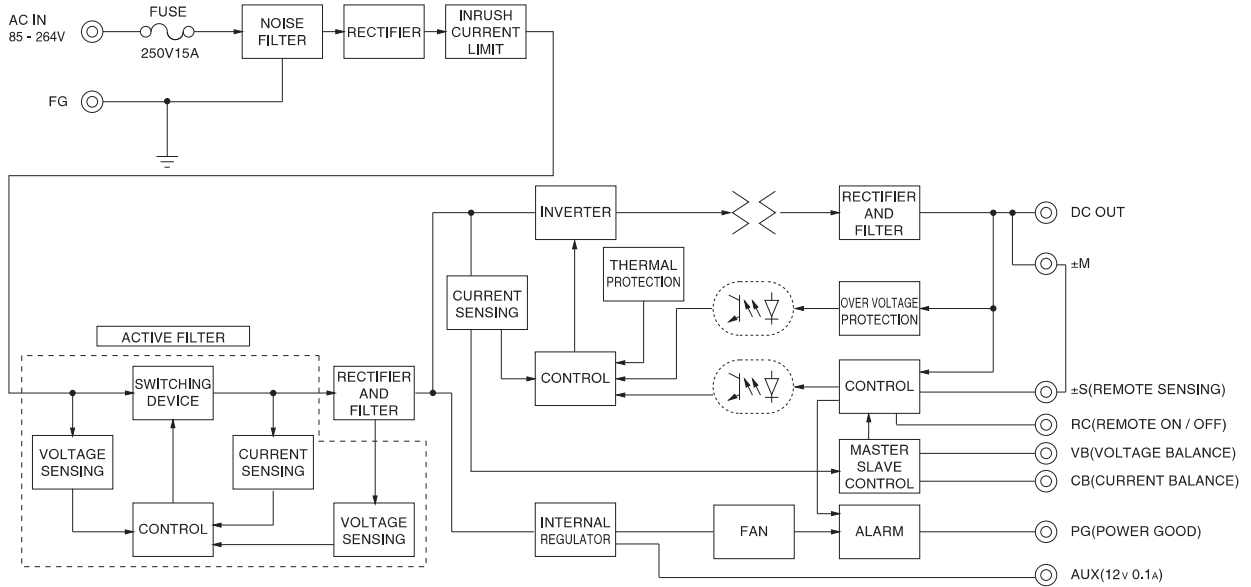 AC IN
85 - 264V
FUSE
250V15A
NOISE
FILTER
RECTIFIER
INRUSH
CURRENT
LIMIT
FG
INVERTER
RECTIFIER
AND
FILTER
DC OUT
±M
THERMAL
PROTECTION
CURRENT
SENSING
OVER VOLTAGE
PROTECTION
ACTIVE FILTER
SWITCHING
DEVICE
RECTIFIER
AND
FILTER
CONTROL
CONTROL
±S(REMOTE SENSING)
RC(REMOTE ON / OFF)
VOLTAGE
SENSING
CURRENT
SENSING
MASTER
SLAVE
CONTROL
VB(VOLTAGE BALANCE)
CB(CURRENT BALANCE)
CONTROL
VOLTAGE
SENSING
INTERNAL
REGULATOR
FAN
ALARM
PG(POWER GOOD)
AUX(12V 0.1A)